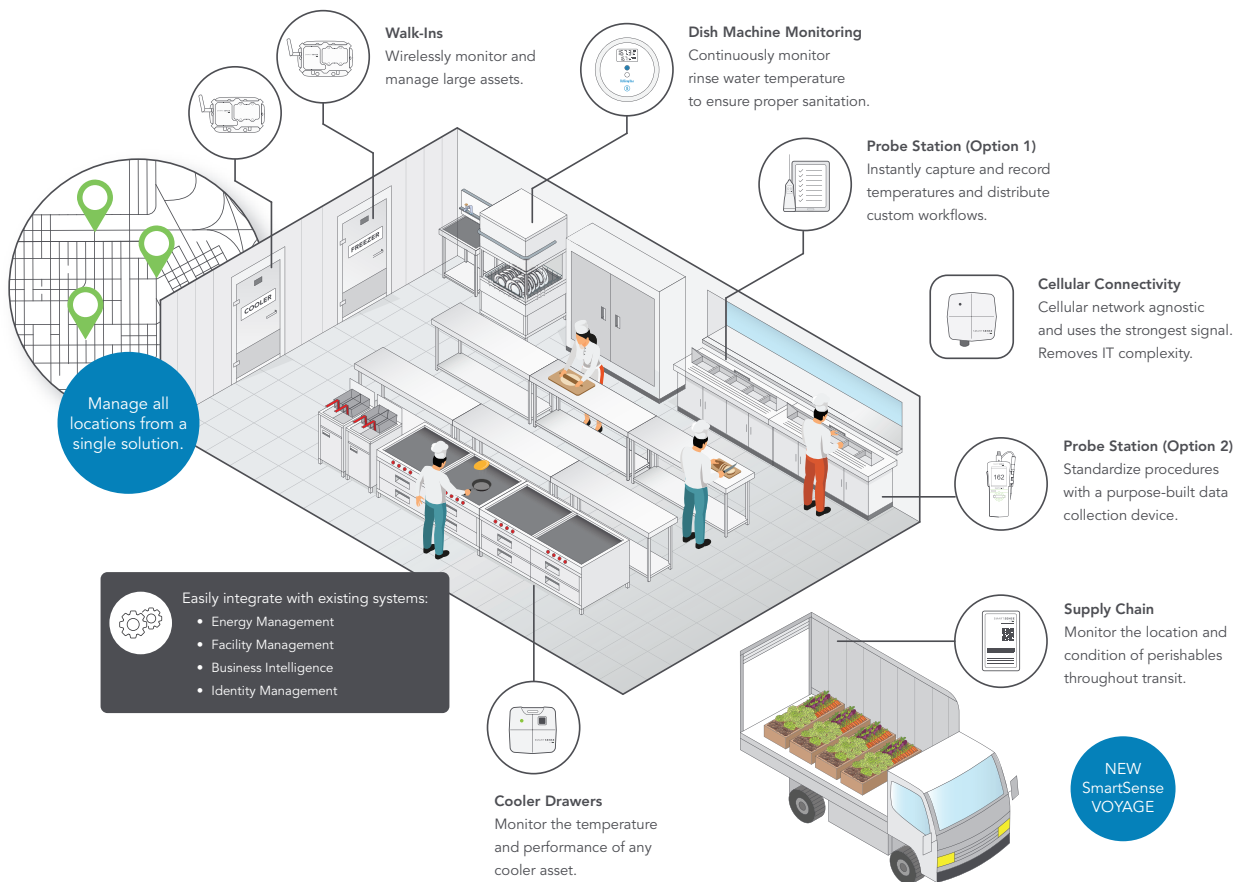 Walk-Ins
Wirelessly monitor and
manage large assets.
Dish Machine Monitoring
Continuously monitor
rinse water temperature
to ensure proper sanitation.
Probe Station (Option 1)
Instantly capture and record
temperatures and distribute
custom workflows.
FREEZER
COOLER
Cellular Connectivity
Cellular network agnostic
and uses the strongest signal.
Removes IT complexity.
Manage all
locations from a
single solution.
Probe Station (Option 2)
Standardize procedures
with a purpose-built data
collection device.
162
Easily integrate with existing systems:
• Energy Management
• Facility Management
• Business Intelligence
• Identity Management
Supply Chain
Monitor the location and
condition of perishables
throughout transit.
NEW
SmartSense
VOYAGE
Cooler Drawers
Monitor the temperature
and performance of any
cooler asset.